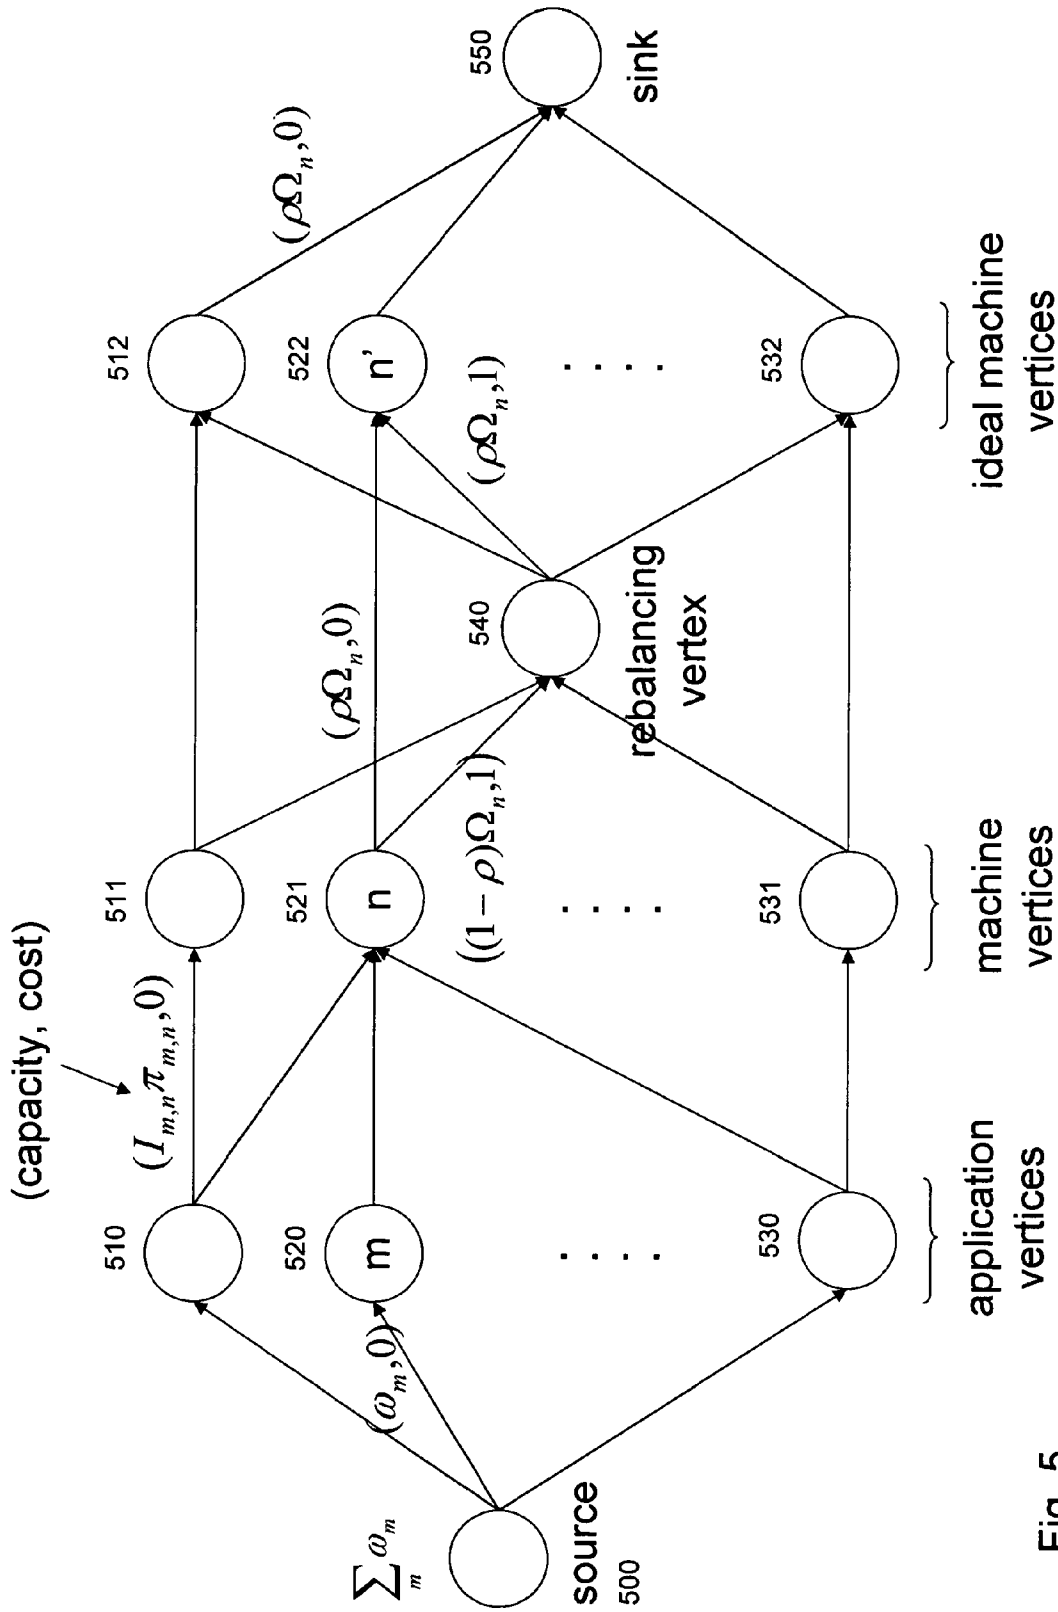 (capacity, cost)
(I_{m,n}π_{m,n},0)
(ρΩ_n,0)
510
511
512
520
m
521
n
522
n'
550
sink
(ω_m,0)
(ρΩ_n,0)
(ρΩ_n,1)
((1−ρ)Ω_n,1)
540
rebalancing
vertex
∑_m ω_m
source
500
. . . .
. . . .
. . . .
530
531
532
application
vertices
machine
vertices
ideal machine
vertices
Fig. 5